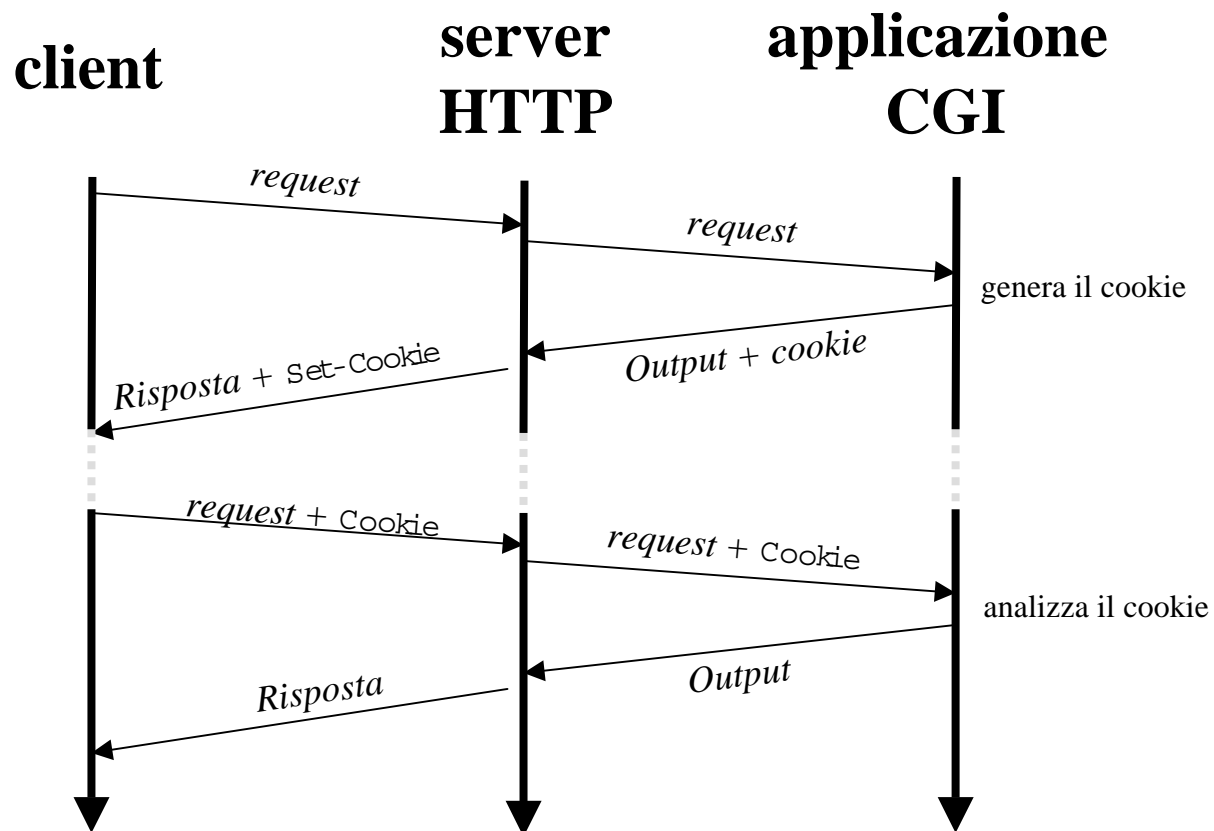 client
server
HTTP
applicazione
CGI
request
request
genera il cookie
Output + cookie
Risposta + Set-Cookie
request + Cookie
request + Cookie
analizza il cookie
Output
Risposta